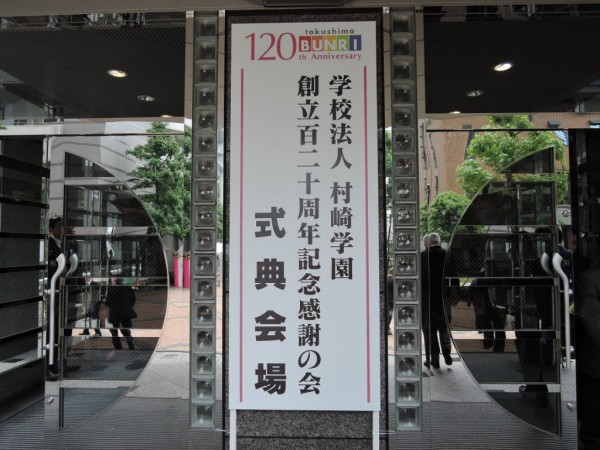 tokushima
120 BUNRI
th Anniversary
学校法人 村崎学園
創立百二十周年記念感謝の会
式典会場